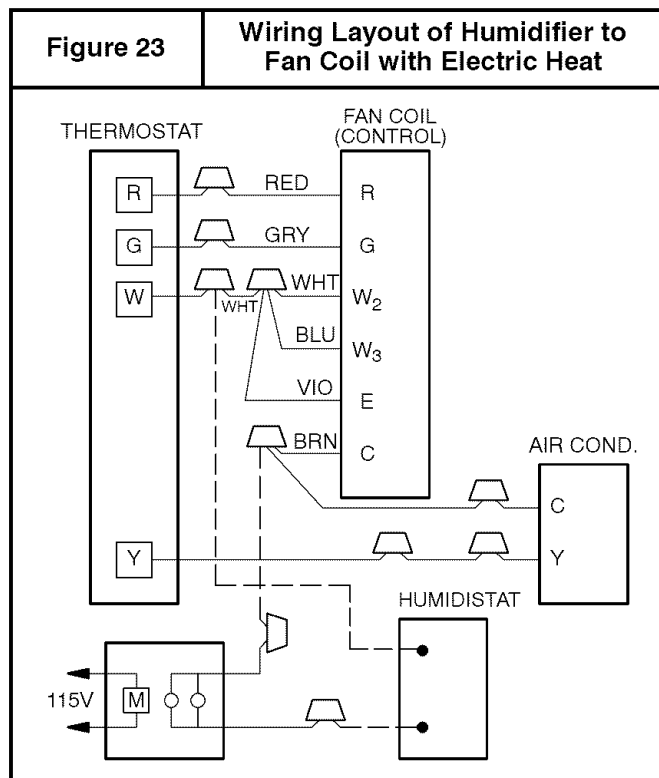 Figure 23
Wiring Layout of Humidifier to
Fan Coil with Electric Heat
THERMOSTAT
FAN COIL
(CONTROL)
R
RED
R
G
GRY
G
W
WHT
WHT
W2
BLU
W3
VIO
E
BRN
C
AIR COND.
C
Y
Y
HUMIDISTAT
115V
M